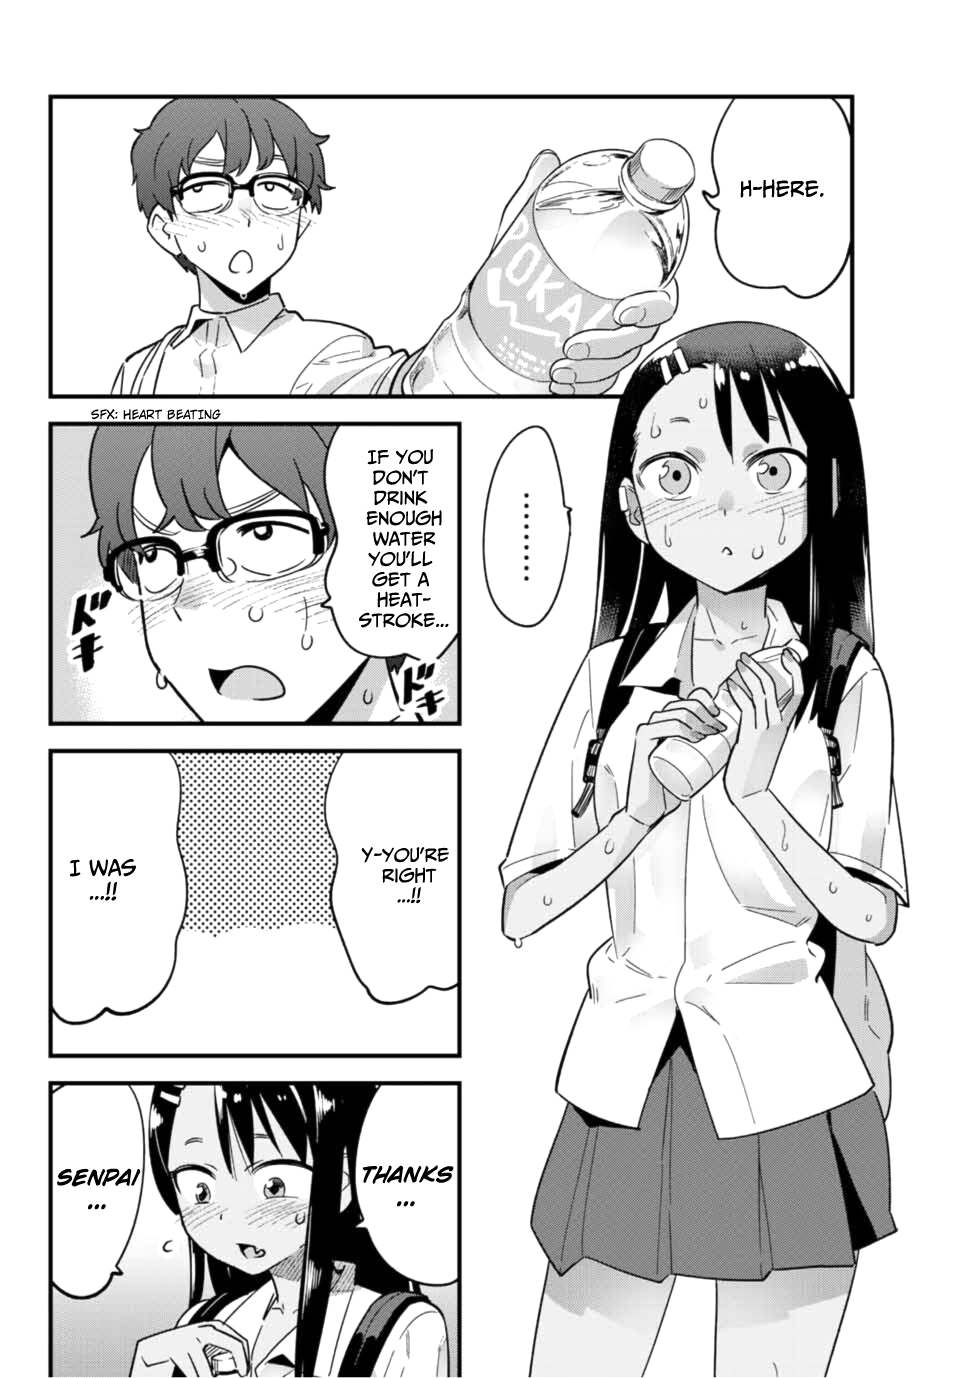 H-HERE.
POKA
SFX: HEART BEATING
IF YOU
DON'T
DRINK
ENOUGH
WATER
YOU'LL
GET A
HEAT-
STROKE...
ドキ
ドキ
.........
Y-YOU'RE
RIGHT
...!!
I WAS
...!!
THANKS
...
SENPAI
...